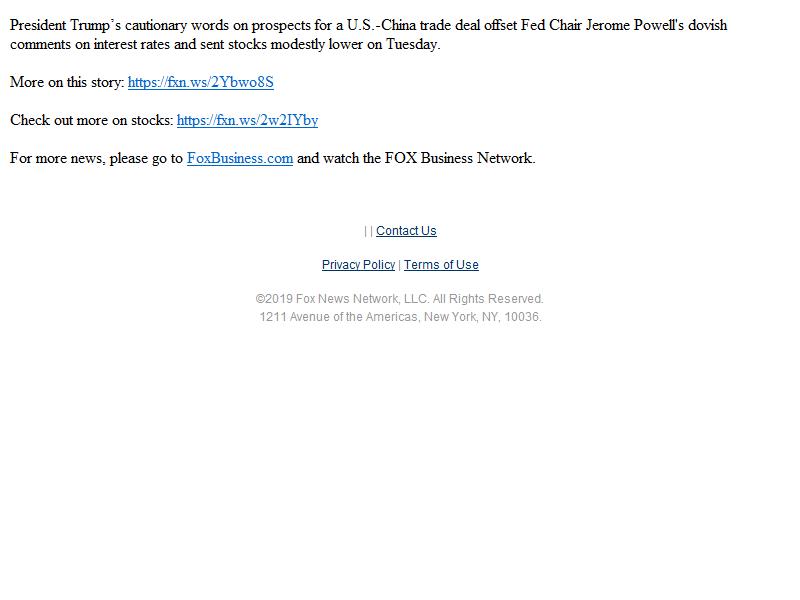 President Trump’s cautionary words on prospects for a U.S.-China trade deal offset Fed Chair Jerome Powell's dovish
comments on interest rates and sent stocks modestly lower on Tuesday.
More on this story: https://fxn.ws/2Ybwo8S
Check out more on stocks: https://fxn.ws/2w2IYby
For more news, please go to FoxBusiness.com and watch the FOX Business Network.
| | Contact Us
Privacy Policy | Terms of Use
©2019 Fox News Network, LLC. All Rights Reserved.
1211 Avenue of the Americas, New York, NY, 10036.